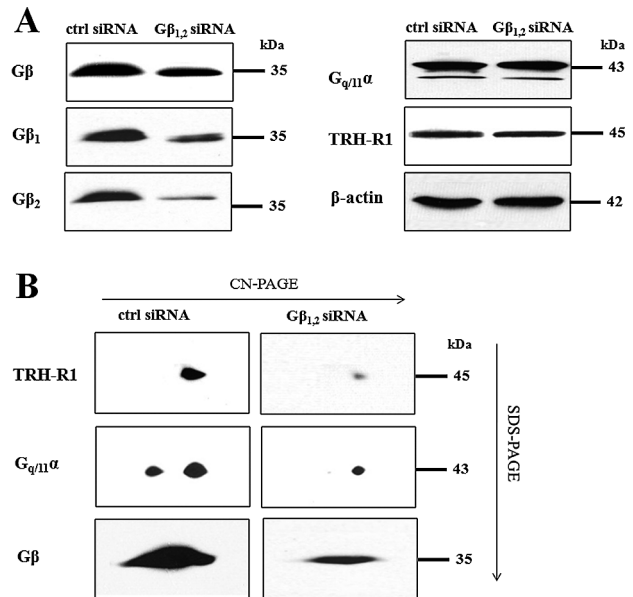 A
ctrl siRNA Gβ1,2 siRNA
kDa
Gβ
35
Gβ1
35
Gβ2
35
ctrl siRNA Gβ1,2 siRNA
kDa
Gq/11α
43
TRH-R1
45
β-actin
42
B
CN-PAGE
ctrl siRNA Gβ1,2 siRNA
kDa
TRH-R1
45
Gq/11α
43
Gβ
35
SDS-PAGE